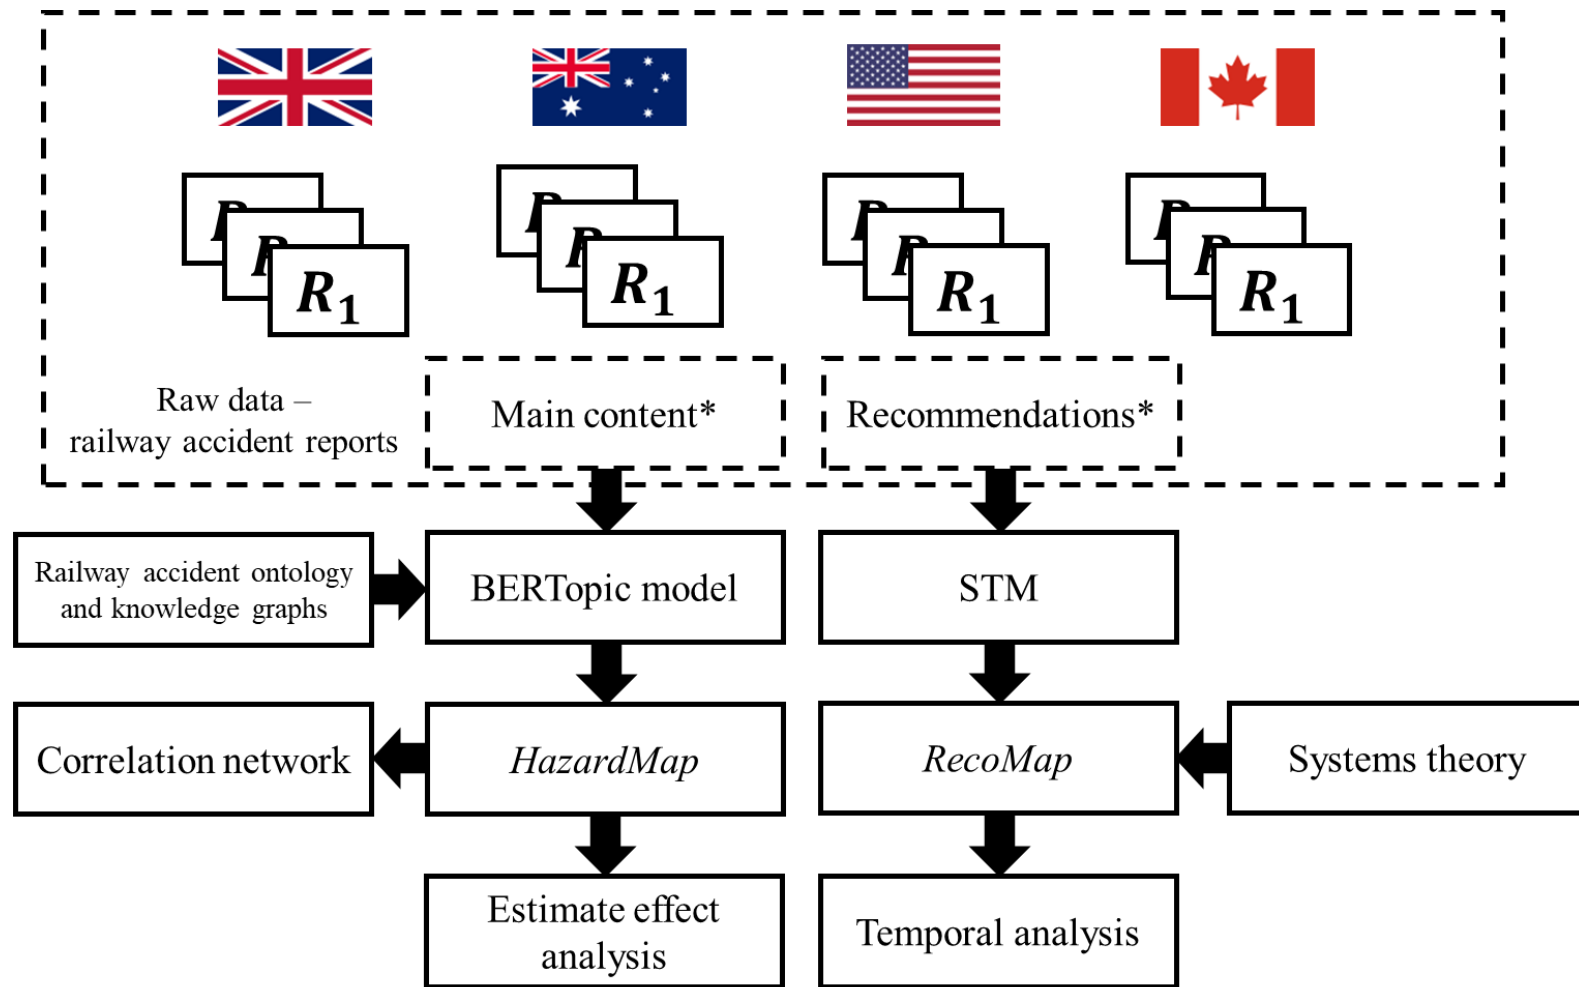 R
R
R₁
R
R
R₁
R
R
R₁
R
R
R₁
Raw data –
railway accident reports
Main content*
Recommendations*
Railway accident ontology
and knowledge graphs
BERTopic model
STM
Correlation network
HazardMap
RecoMap
Systems theory
Estimate effect
analysis
Temporal analysis